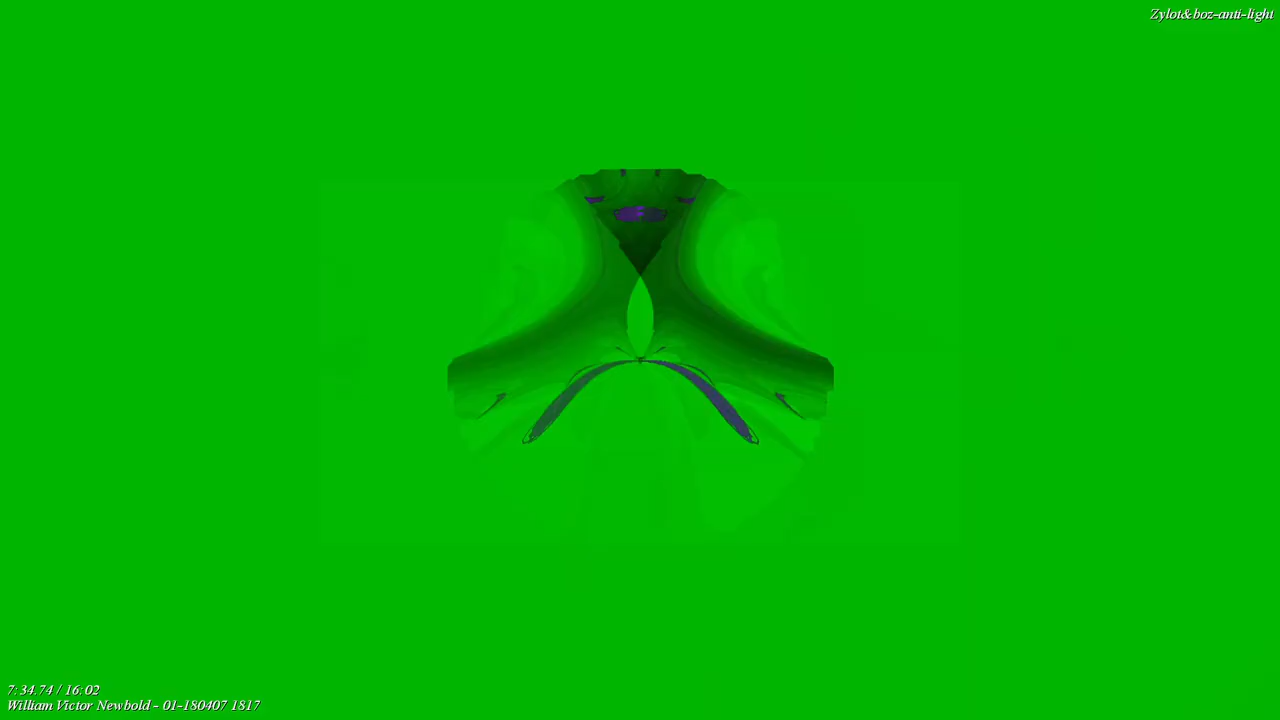 Zylot&boz-anti-light
7:34.74 / 16:02
William Victor Newbold - 01-180407 1817